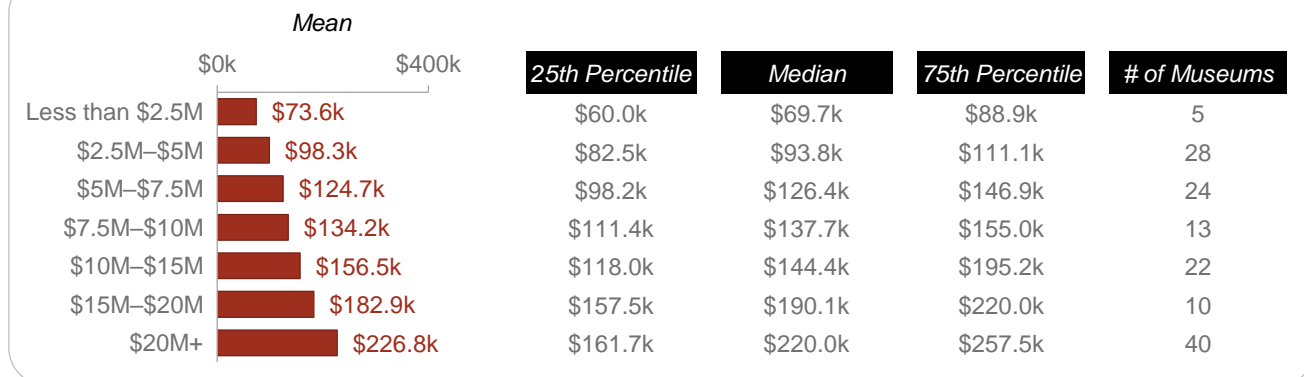 Mean
$0k $400k
25th Percentile Median 75th Percentile # of Museums
Less than $2.5M $73.6k $60.0k $69.7k $88.9k 5
$2.5M–$5M $98.3k $82.5k $93.8k $111.1k 28
$5M–$7.5M $124.7k $98.2k $126.4k $146.9k 24
$7.5M–$10M $134.2k $111.4k $137.7k $155.0k 13
$10M–$15M $156.5k $118.0k $144.4k $195.2k 22
$15M–$20M $182.9k $157.5k $190.1k $220.0k 10
$20M+ $226.8k $161.7k $220.0k $257.5k 40